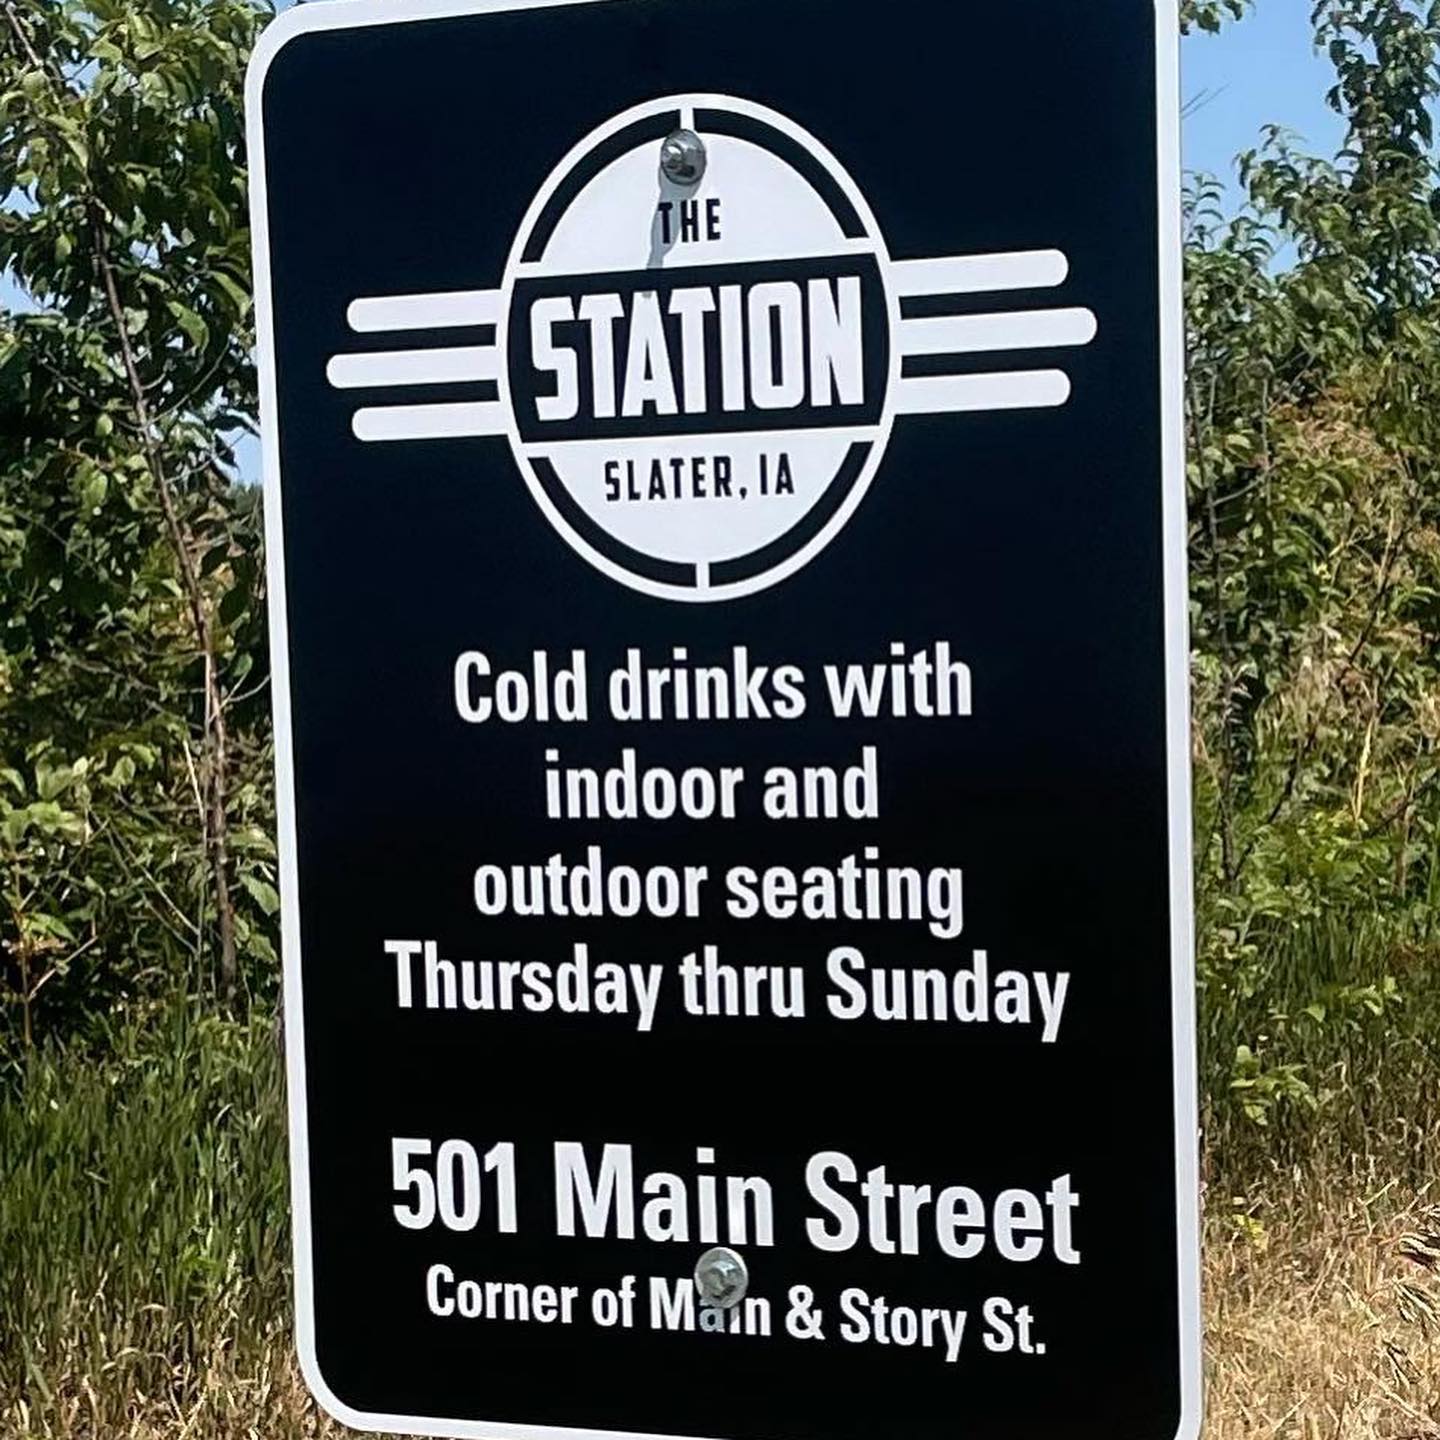 THE
STATION
SLATER, IA
Cold drinks with
indoor and
outdoor seating
Thursday thru Sunday
501 Main Street
Corner of Main & Story St.